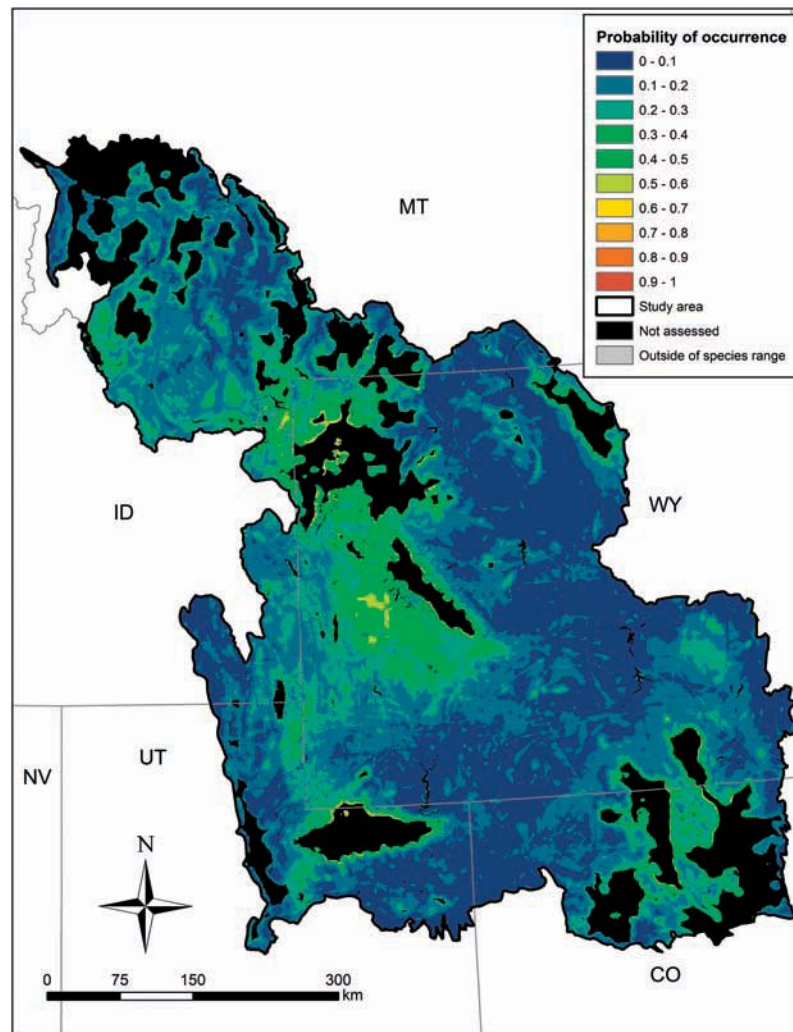 Probability of occurrence
0 - 0.1
0.1 - 0.2
0.2 - 0.3
0.3 - 0.4
0.4 - 0.5
0.5 - 0.6
0.6 - 0.7
0.7 - 0.8
0.8 - 0.9
0.9 - 1
Study area
Not assessed
Outside of species range
MT
ID
WY
NV
UT
N
CO
0 75 150 300
km